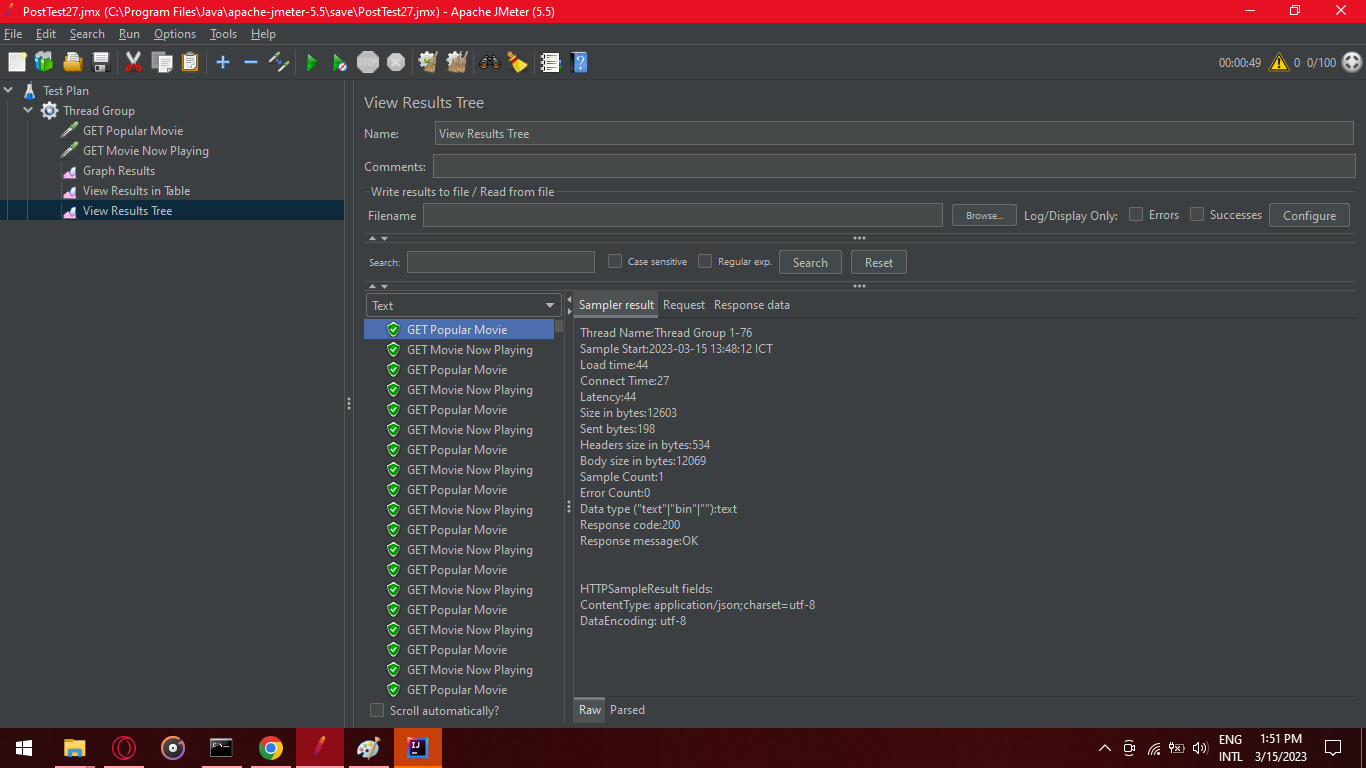 PostTest27.jmx (C:\Program Files\Java\apache-jmeter-5.5\save\PostTest27.jmx) - Apache JMeter (5.5)
File Edit Search Run Options Tools Help
STOP
00:00:49 0 0/100
Test Plan
Thread Group
GET Popular Movie
GET Movie Now Playing
Graph Results
View Results in Table
View Results Tree
View Results Tree
Name: View Results Tree
Comments:
Write results to file / Read from file
Filename Browse... Log/Display Only: Errors Successes Configure
Search: Case sensitive Regular exp. Search Reset
Text
GET Popular Movie
GET Movie Now Playing
GET Popular Movie
GET Movie Now Playing
GET Popular Movie
GET Movie Now Playing
GET Popular Movie
GET Movie Now Playing
GET Popular Movie
GET Movie Now Playing
GET Popular Movie
GET Movie Now Playing
GET Popular Movie
GET Movie Now Playing
GET Popular Movie
GET Movie Now Playing
GET Popular Movie
GET Movie Now Playing
GET Popular Movie
Scroll automatically?
Sampler result Request Response data
Thread Name:Thread Group 1-76
Sample Start:2023-03-15 13:48:12 ICT
Load time:44
Connect Time:27
Latency:44
Size in bytes:12603
Sent bytes:198
Headers size in bytes:534
Body size in bytes:12069
Sample Count:1
Error Count:0
Data type ("text"|"bin"|""):text
Response code:200
Response message:OK
HTTPSampleResult fields:
ContentType: application/json;charset=utf-8
DataEncoding: utf-8
Raw Parsed
IJ
ENG
INTL
1:51 PM
3/15/2023